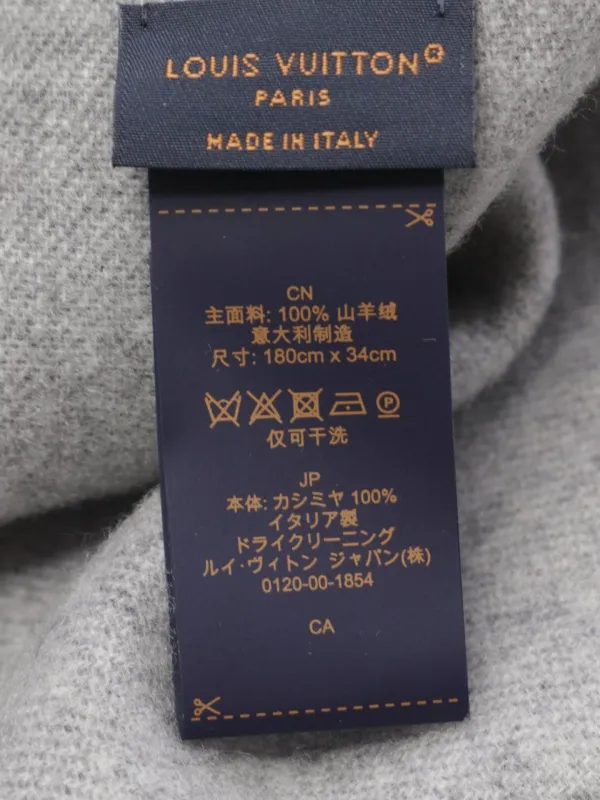 LOUIS VUITTON®
PARIS
MADE IN ITALY
CN
主面料: 100% 山羊绒
意大利制造
尺寸: 180cm x 34cm
P
仅可干洗
JP
本体: カシミヤ 100%
イタリア製
ドライクリーニング
ルイ·ヴィトン ジャパン(株)
0120-00-1854
CA